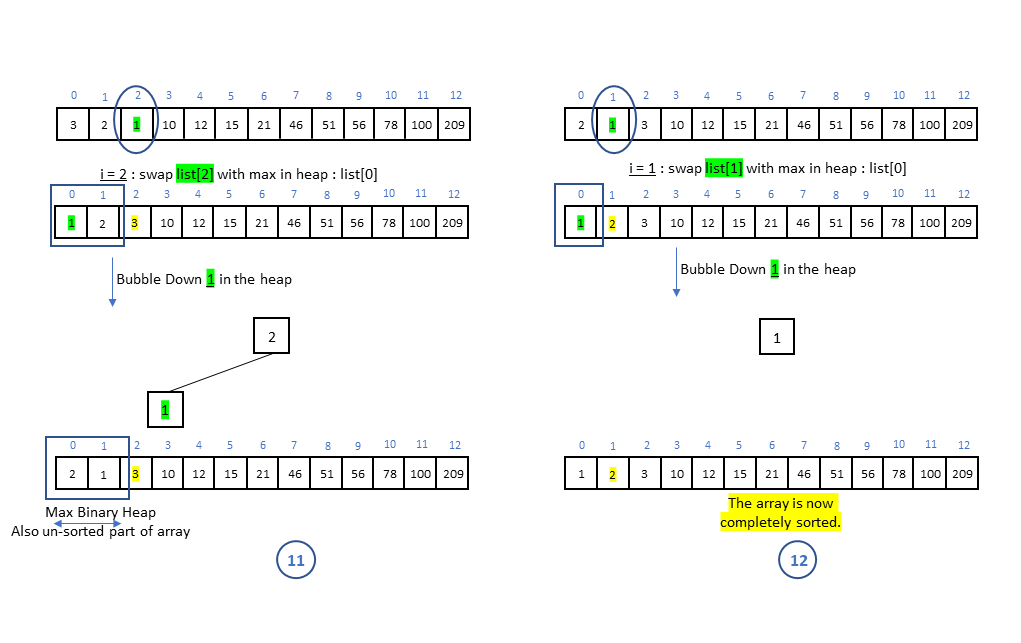 0 1 2 3 4 5 6 7 8 9 10 11 12
3 2 1 10 12 15 21 46 51 56 78 100 209
i = 2 : swap list[2] with max in heap : list[0]
0 1 2 3 4 5 6 7 8 9 10 11 12
1 2 3 10 12 15 21 46 51 56 78 100 209
Bubble Down 1 in the heap
2
1
0 1 2 3 4 5 6 7 8 9 10 11 12
2 1 3 10 12 15 21 46 51 56 78 100 209
Max Binary Heap
Also un-sorted part of array
11
0 1 2 3 4 5 6 7 8 9 10 11 12
2 1 3 10 12 15 21 46 51 56 78 100 209
i = 1 : swap list[1] with max in heap : list[0]
0 1 2 3 4 5 6 7 8 9 10 11 12
1 2 3 10 12 15 21 46 51 56 78 100 209
Bubble Down 1 in the heap
1
0 1 2 3 4 5 6 7 8 9 10 11 12
1 2 3 10 12 15 21 46 51 56 78 100 209
The array is now
completely sorted.
12